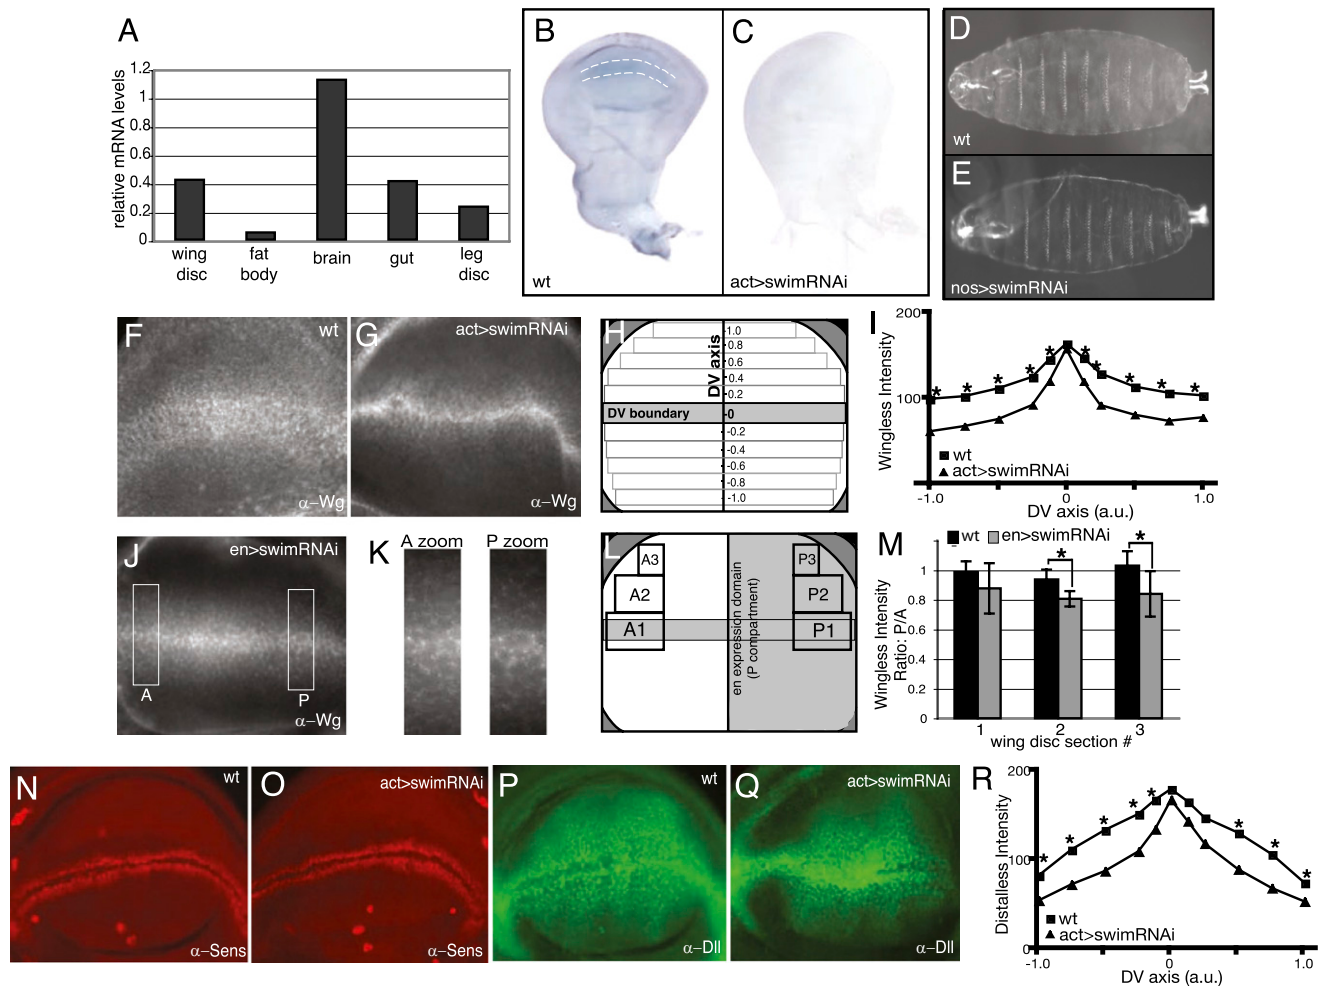 A
relative mRNA levels
1.2
1
0.8
0.6
0.4
0.2
0
wing disc
fat body
brain
gut
leg disc
B
wt
C
act>swimRNAi
D
wt
E
nos>swimRNAi
F
wt
α–Wg
G
act>swimRNAi
α–Wg
H
DV axis
1.0
0.8
0.6
0.4
0.2
DV boundary
0
-0.2
-0.4
-0.6
-0.8
-1.0
I
Wingless Intensity
200
100
* * * * * * * * * *
wt
act>swimRNAi
-1.0
0
1.0
DV axis (a.u.)
J
en>swimRNAi
A
P
α–Wg
K
A zoom
P zoom
L
A3
A2
A1
P3
P2
P1
en expression domain
(P compartment)
M
wt
en>swimRNAi
Wingless Intensity
Ratio: P/A
1
0.8
0.6
0.4
0.2
0
*
*
1
2
3
wing disc section #
N
wt
α–Sens
O
act>swimRNAi
α–Sens
P
wt
α–Dll
Q
act>swimRNAi
α–Dll
R
Distalless Intensity
200
100
0
* * * * * * * *
wt
act>swimRNAi
-1.0
0
1.0
DV axis (a.u.)